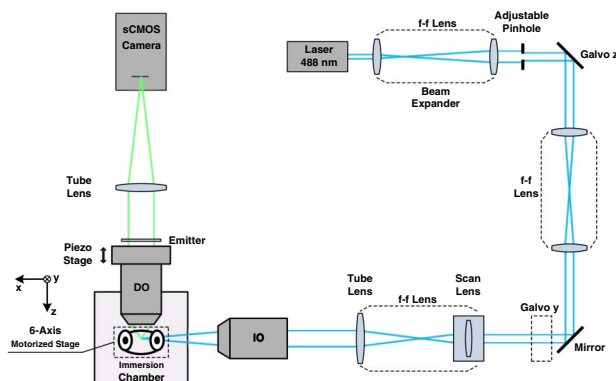 sCMOS
Camera
f-f Lens
Adjustable
Pinhole
Laser
488 nm
Galvo z
Beam
Expander
Tube
Lens
f-f
Lens
Emitter
Piezo
Stage
DO
x
y
z
6-Axis
Motorized Stage
Immersion
Chamber
IO
Tube
Lens
f-f Lens
Scan
Lens
Galvo y
Mirror